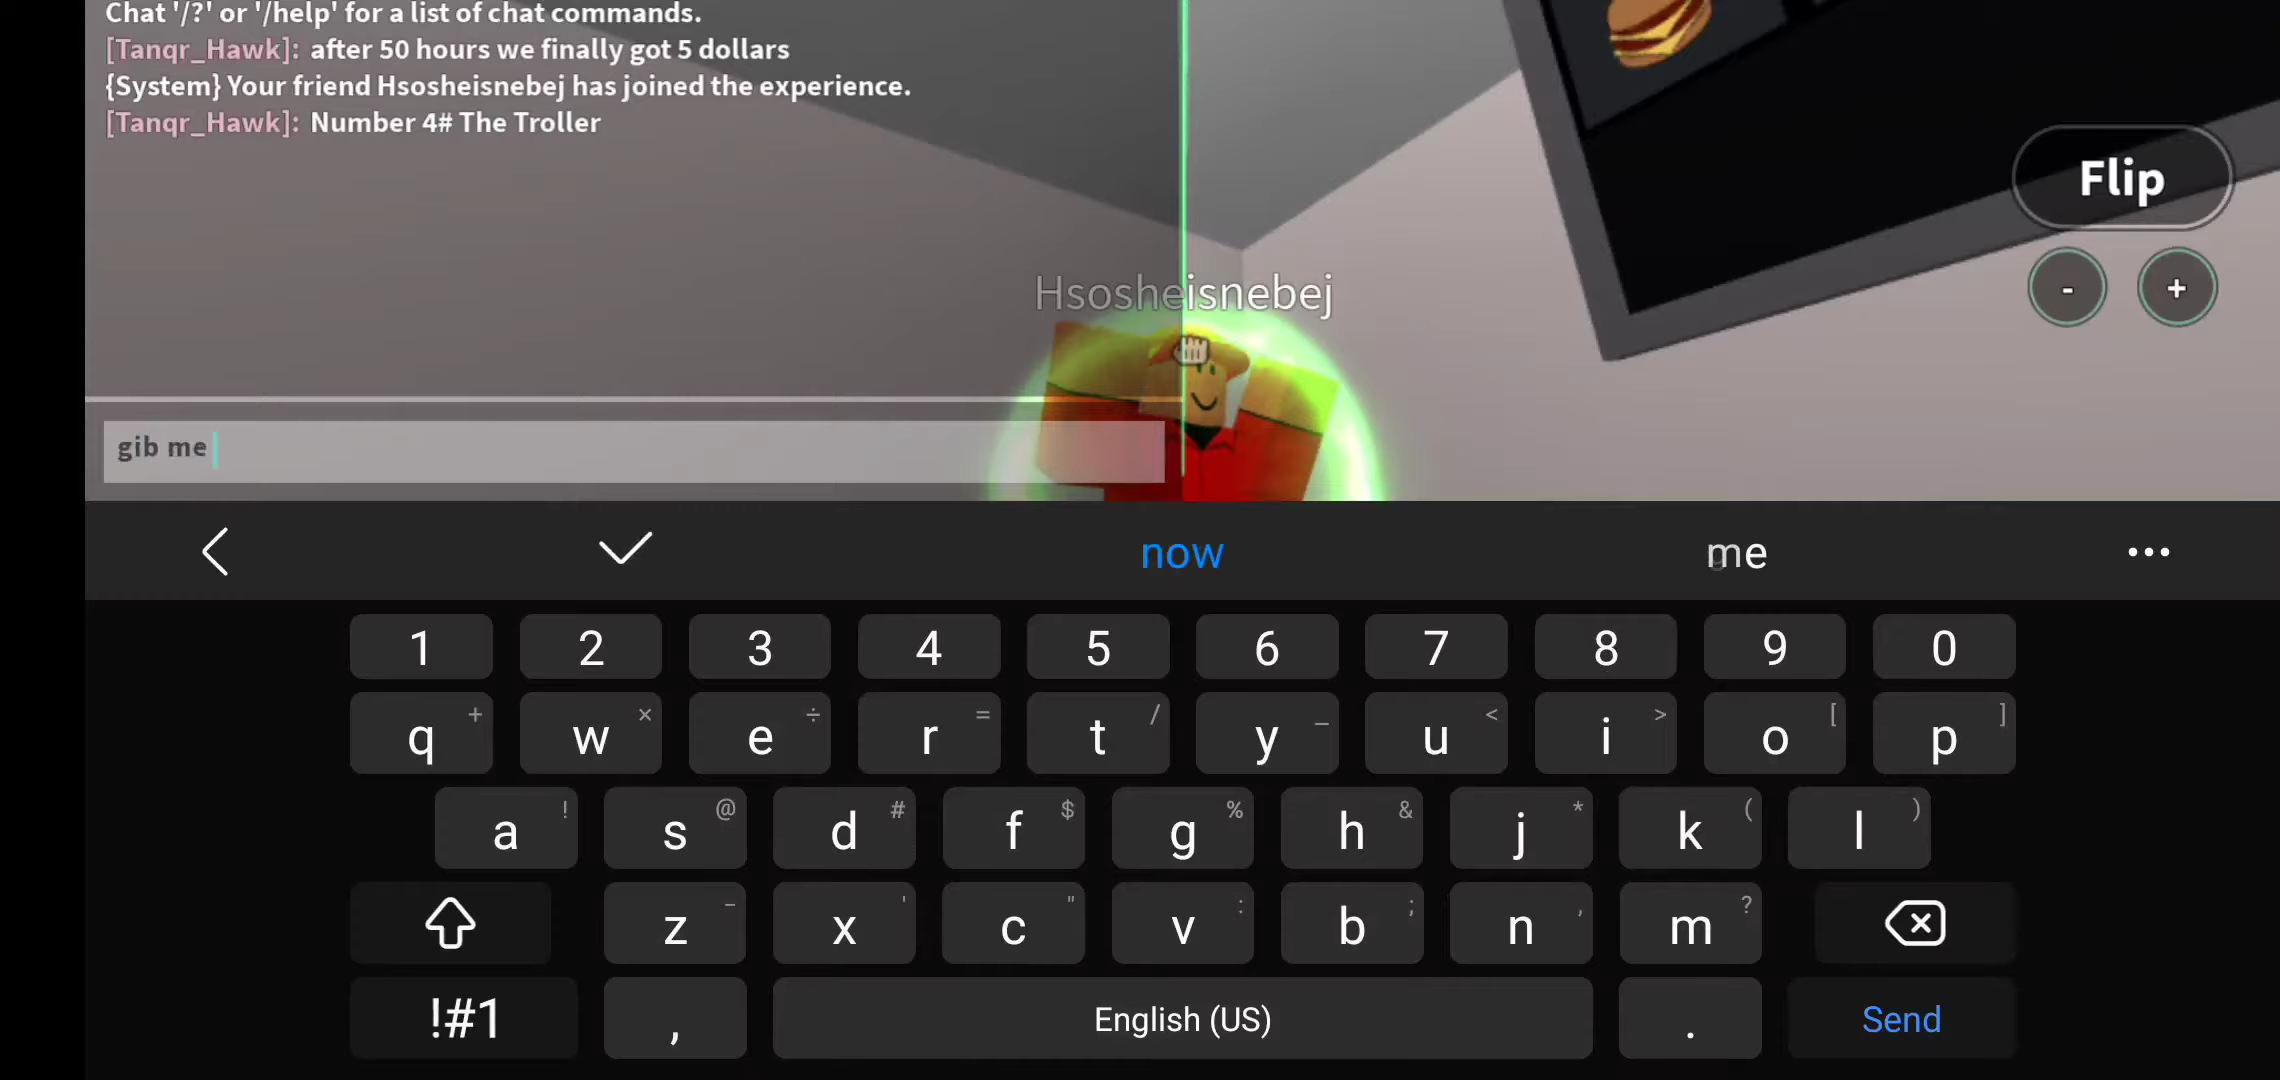 Chat '/?' or '/help' for a list of chat commands.
[Tanqr_Hawk]: after 50 hours we finally got 5 dollars
{System} Your friend Hsosheisnebej has joined the experience.
[Tanqr_Hawk]: Number 4# The Troller
Flip
- +
Hsosheisnebej
gib me
now me ...
1 2 3 4 5 6 7 8 9 0
q + w × e ÷ r = t / y _ u < i > o [ p ]
a ! s @ d # f $ g % h & j * k ( l )
z - x ' c " v : b ; n , m ?
!#1 , English (US) . Send